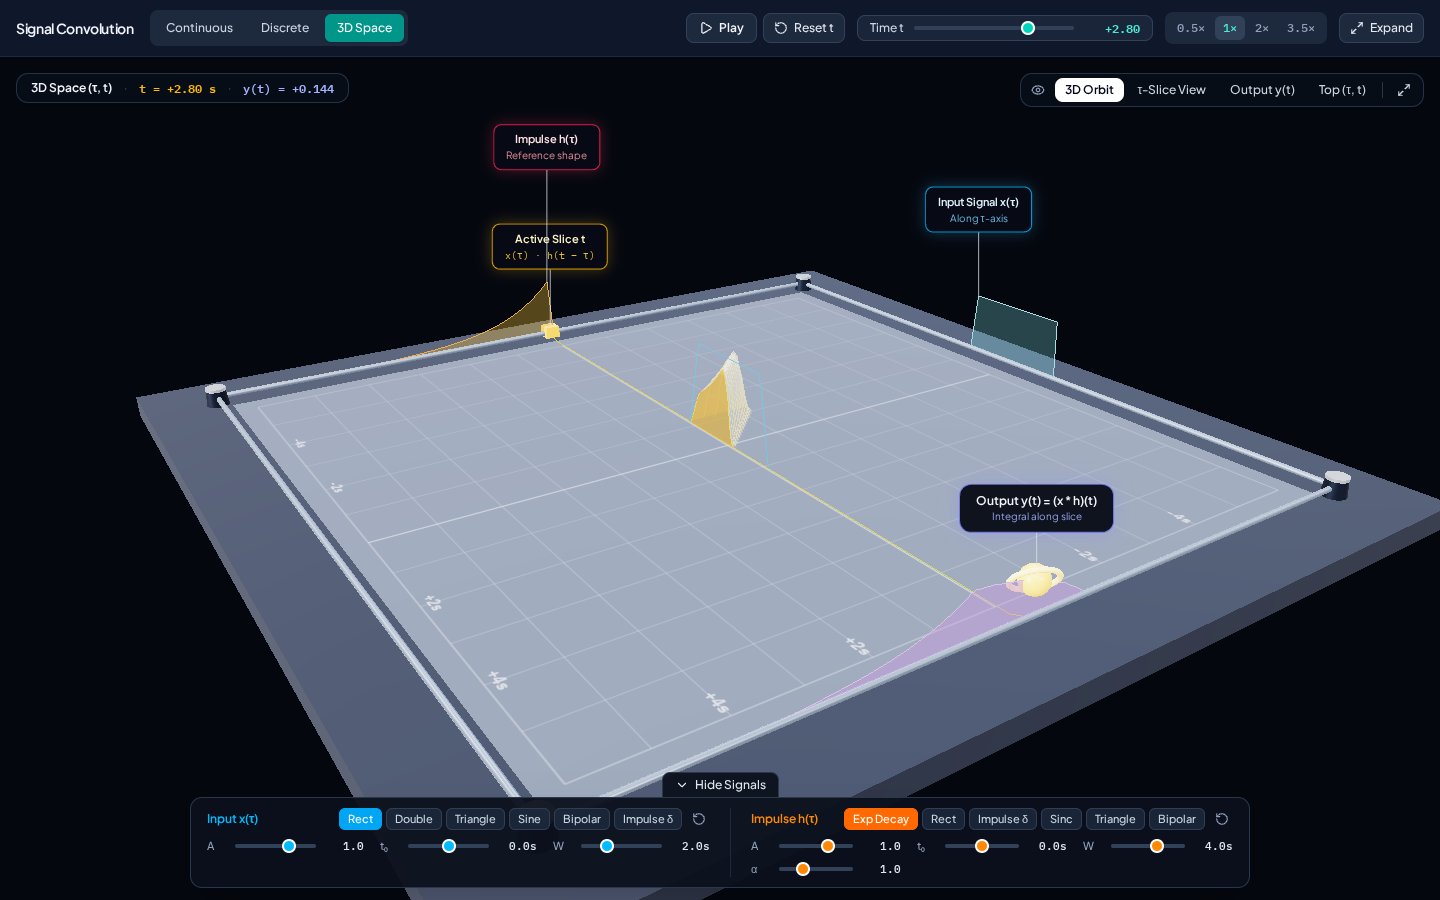 Signal Convolution
Continuous
Discrete
3D Space
Play
Reset t
Time t
+2.80
0.5×
1×
2×
3.5×
Expand
3D Space (τ, t) · t = +2.80 s · y(t) = +0.144
3D Orbit
τ-Slice View
Output y(t)
Top (τ, t)
Impulse h(τ)
Reference shape
Input Signal x(τ)
Along τ-axis
Active Slice t
x(τ) · h(t − τ)
-4s
-2s
Output y(t) = (x * h)(t)
Integral along slice
-4s
-2s
+2s
+2s
+4s
+4s
Hide Signals
Input x(τ)
Rect
Double
Triangle
Sine
Bipolar
Impulse δ
A
1.0
t₀
0.0s
W
2.0s
Impulse h(τ)
Exp Decay
Rect
Impulse δ
Sinc
Triangle
Bipolar
A
1.0
t₀
0.0s
W
4.0s
α
1.0